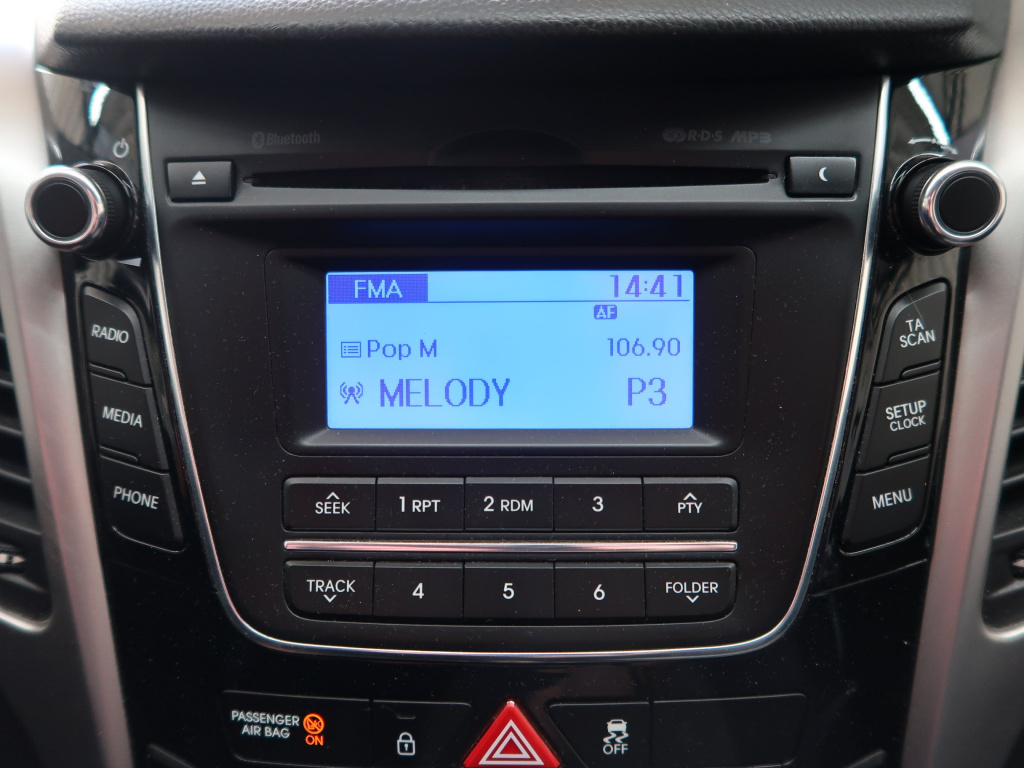 Bluetooth
R·D·S MP3
FMA 14:41
AF
Pop M 106.90
MELODY P3
RADIO
MEDIA
PHONE
TA
SCAN
SETUP
CLOCK
MENU
SEEK 1 RPT 2 RDM 3 PTY
TRACK 4 5 6 FOLDER
PASSENGER
AIR BAG
ON
OFF